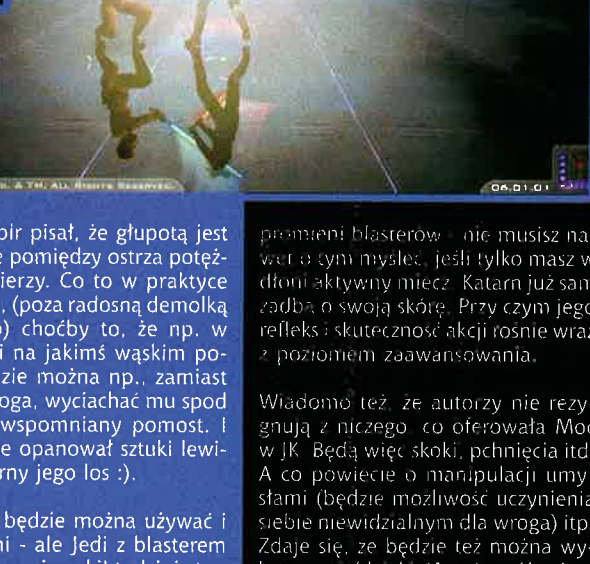 & TM. ALL RIGHTS RESERVED.
06.01.01
pir pisał, że głupotą jest
e pomiędzy ostrza potęż-
ierzy. Co to w praktyce
, (poza radosną demolką
o) choćby to, że np. w
i na jakimś wąskim po-
zie można np., zamiast
oga, wyciachać mu spod
wspomniany pomost. I
e opanował sztuki lewi-
rny jego los :).
będzie można używać i
ni - ale Jedi z blasterem
promieni blasterów - nie musisz na
wet o tym myśleć, jeśli tylko masz w
dłoni aktywny miecz. Katarn już sam
zadba o swoją skórę. Przy czym jego
refleks i skuteczność akcji rośnie wraz
z poziomem zaawansowania.
Wiadomo też, że autorzy nie rezy-
gnują z niczego, co oferowała Moc
w JK. Będą więc skoki, pchnięcia itd
A co powiecie o manipulacji umy
słami (będzie możliwość uczynienia
siebie niewidzialnym dla wroga) itp.
Zdaje się, że będzie też można wy-